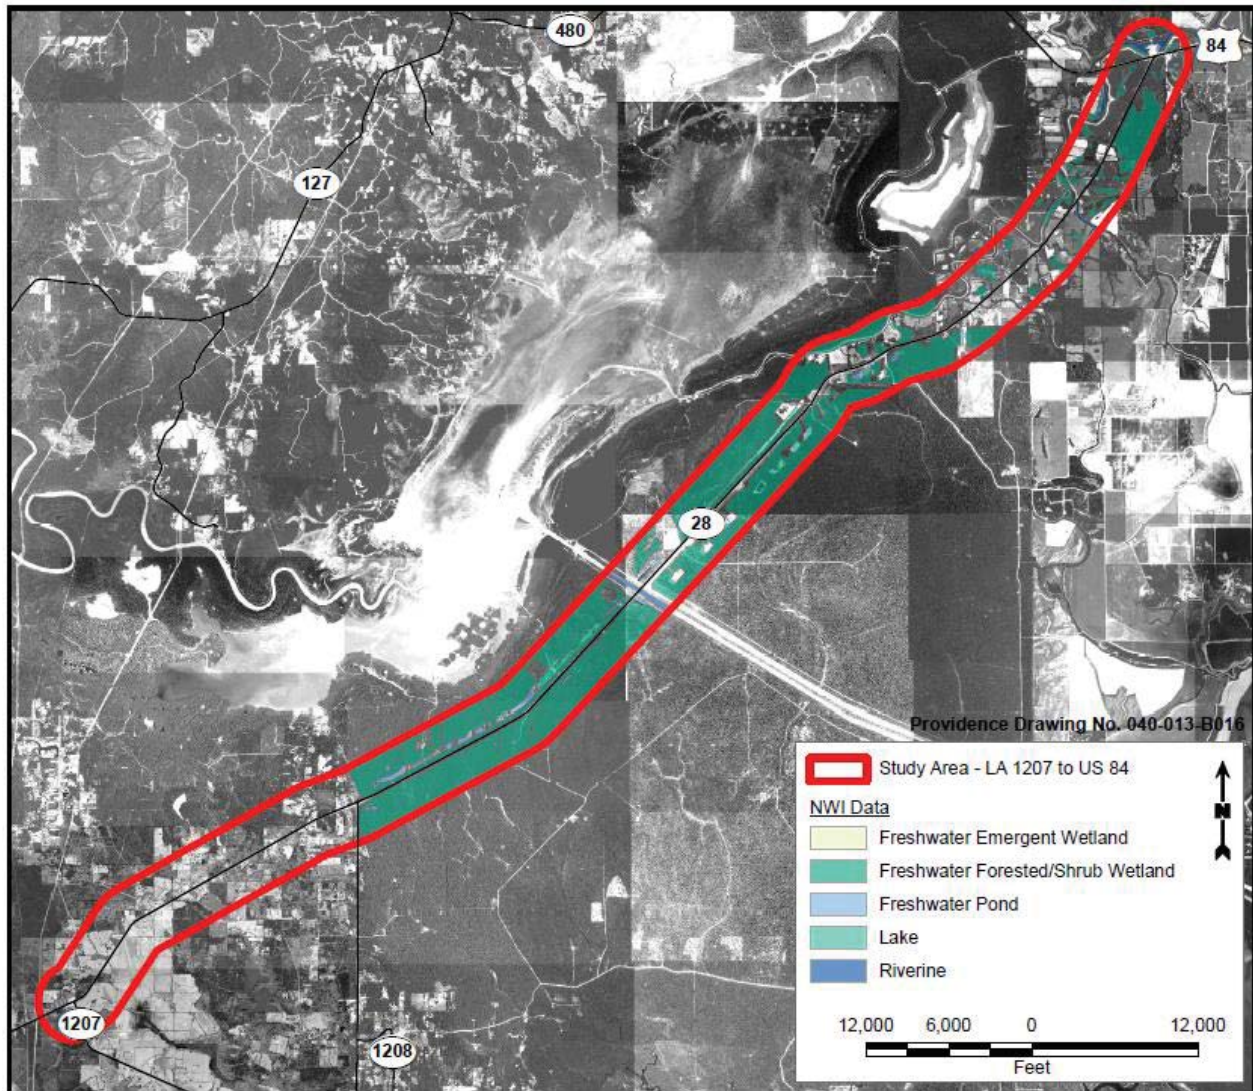 480
84
127
28
Providence Drawing No. 040-013-B016
Study Area - LA 1207 to US 84
N
NWI Data
Freshwater Emergent Wetland
Freshwater Forested/Shrub Wetland
Freshwater Pond
Lake
Riverine
12,000 6,000 0 12,000
Feet
1207
1208